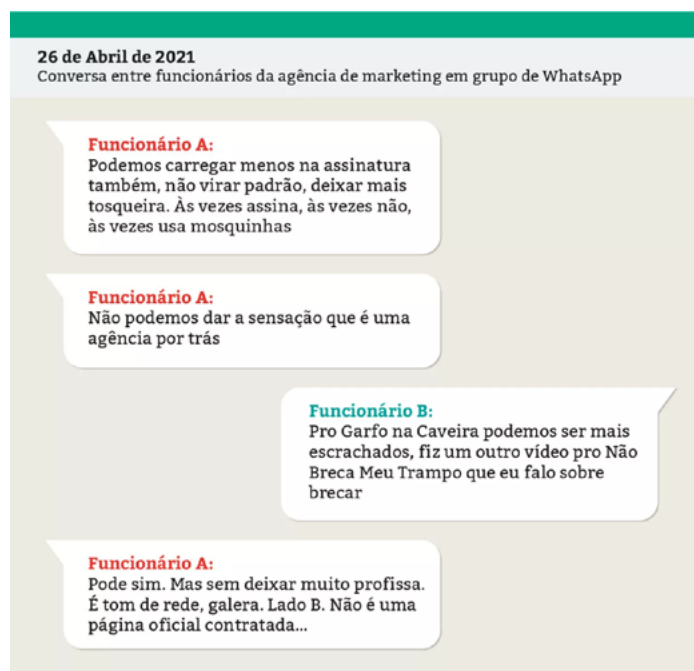 26 de Abril de 2021
Conversa entre funcionários da agência de marketing em grupo de WhatsApp
Funcionário A:
Podemos carregar menos na assinatura
também, não virar padrão, deixar mais
tosqueira. Às vezes assina, às vezes não,
às vezes usa mosquinhas
Funcionário A:
Não podemos dar a sensação que é uma
agência por trás
Funcionário B:
Pro Garfo na Caveira podemos ser mais
escrachados, fiz um outro vídeo pro Não
Breca Meu Trampo que eu falo sobre
brecar
Funcionário A:
Pode sim. Mas sem deixar muito profissa.
É tom de rede, galera. Lado B. Não é uma
página oficial contratada...